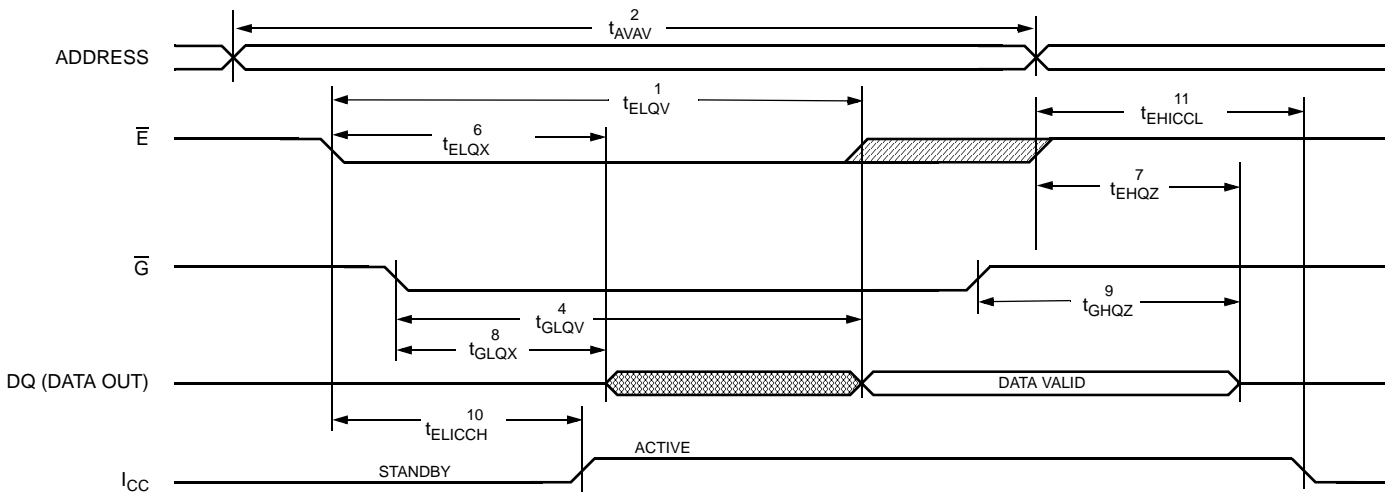 2
tAVAV
ADDRESS
1
tELQV
11
tEHICCL
E
6
tELQX
7
tEHQZ
G
9
tGHQZ
4
tGLQV
8
tGLQX
DQ (DATA OUT)
DATA VALID
10
tELICCH
ACTIVE
STANDBY
ICC